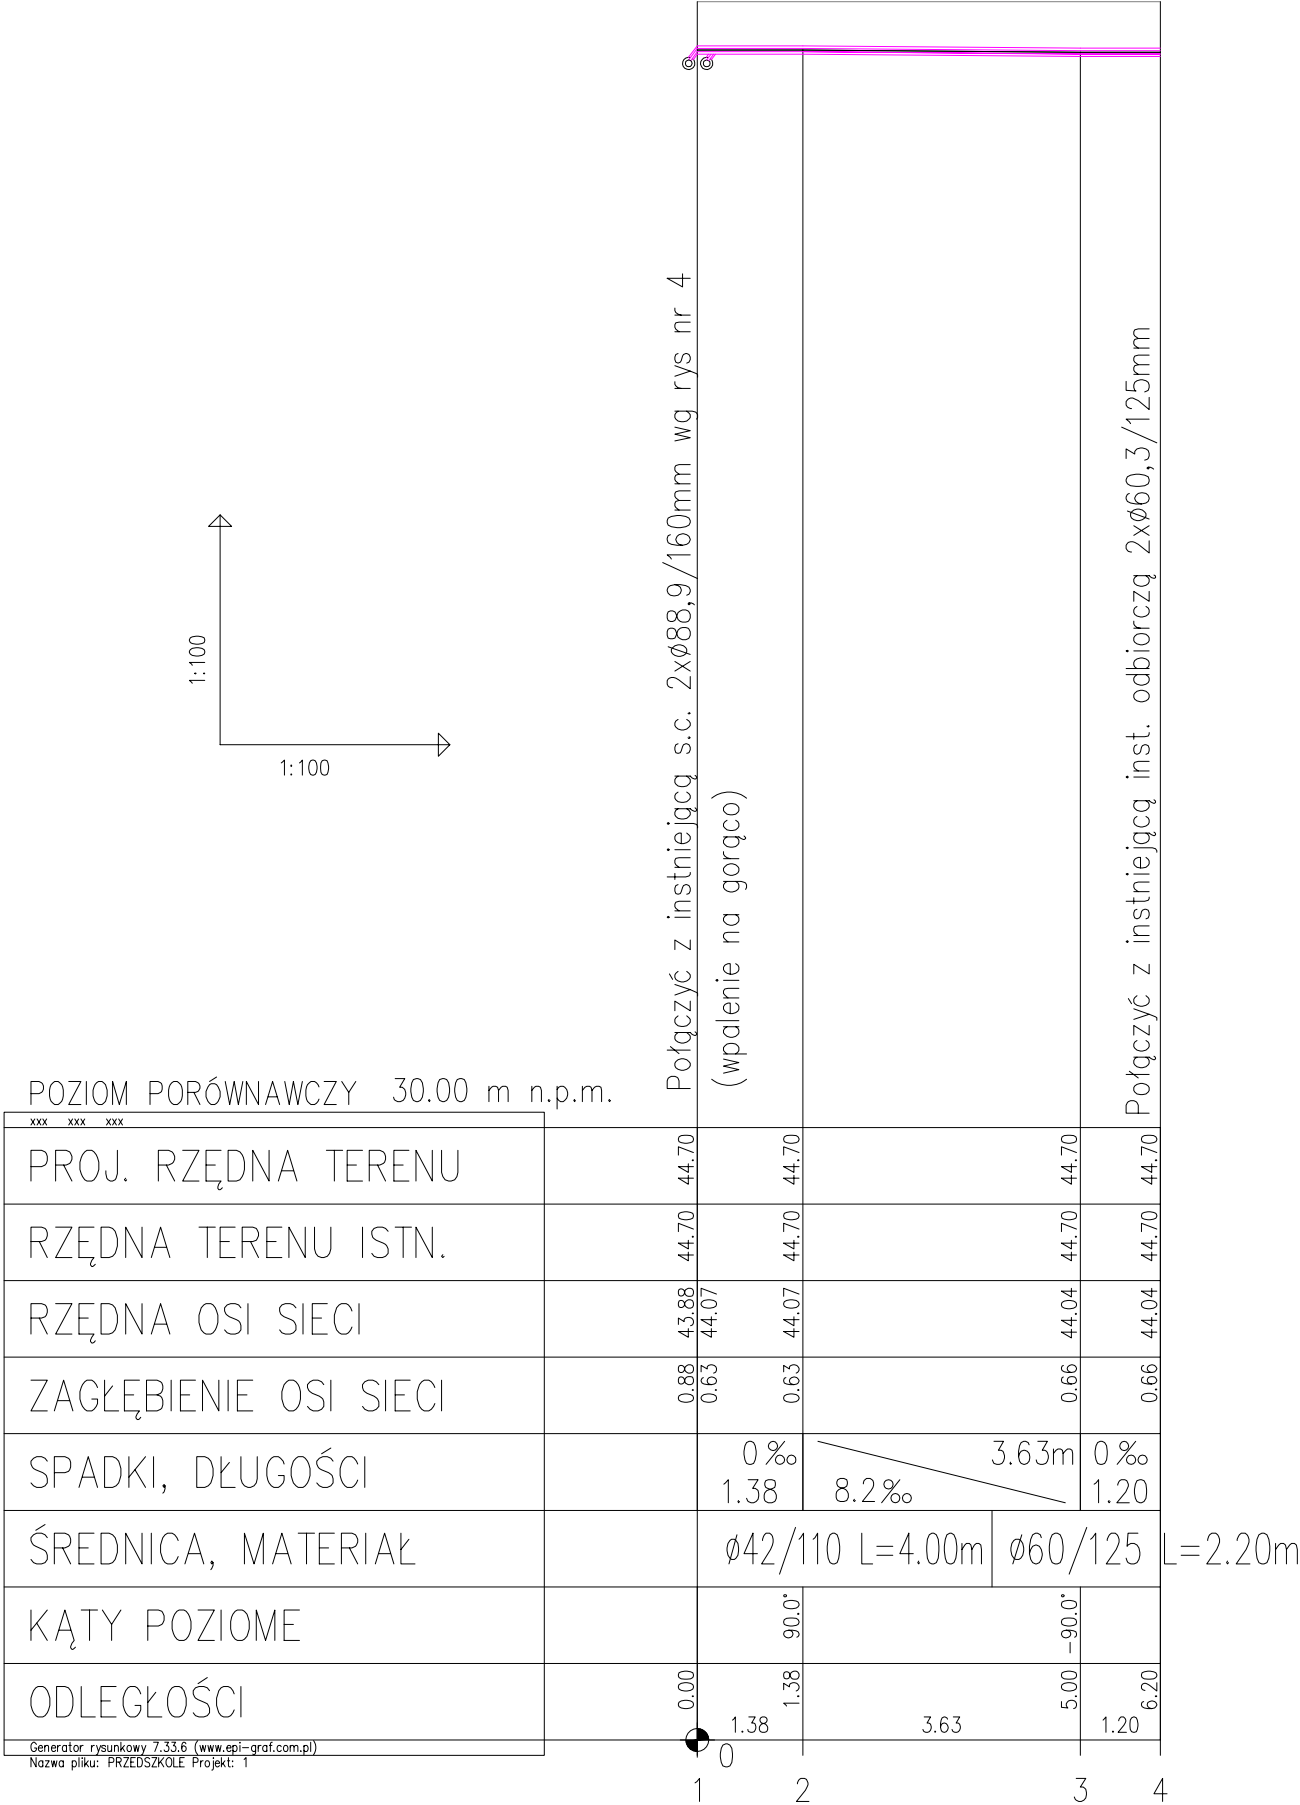 Połączyć z instniejącą s.c. 2xø88,9/160mm wg rys nr 4
(wpalenie na gorąco)
Połączyć z instniejącą inst. odbiorczą 2xø60,3/125mm
1:100
1:100
POZIOM PORÓWNAWCZY 30.00 m n.p.m.
xxx xxx xxx
PROJ. RZĘDNA TERENU 44.70 44.70 44.70 44.70
RZĘDNA TERENU ISTN. 44.70 44.70 44.70 44.70
RZĘDNA OSI SIECI 43.88 44.07 44.07 44.04 44.04
ZAGŁĘBIENIE OSI SIECI 0.88 0.63 0.63 0.66 0.66
SPADKI, DŁUGOŚCI 0‰ 3.63m 0‰
1.38 8.2‰ 1.20
ŚREDNICA, MATERIAŁ ø42/110 L=4.00m ø60/125 L=2.20m
KĄTY POZIOME 90.0° -90.0°
ODLEGŁOŚCI 0.00 1.38 5.00 6.20
1.38 3.63 1.20
Generator rysunkowy 7.33.6 (www.epi-graf.com.pl)
Nazwa pliku: PRZEDSZKOLE Projekt: 1
O
1 2 3 4